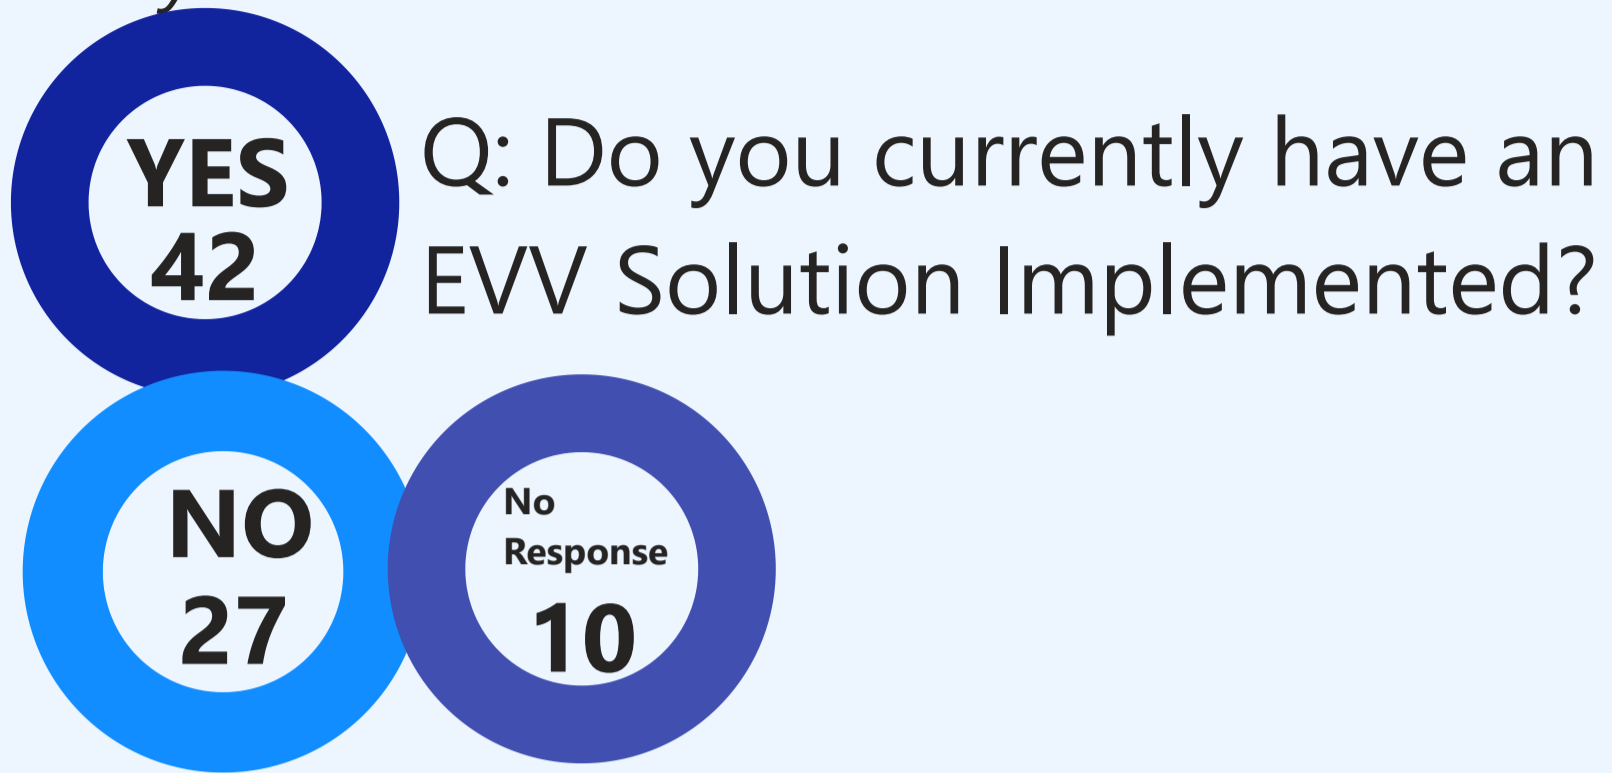 YES
42
Q: Do you currently have an
EVV Solution Implemented?
NO
27
No
Response
10